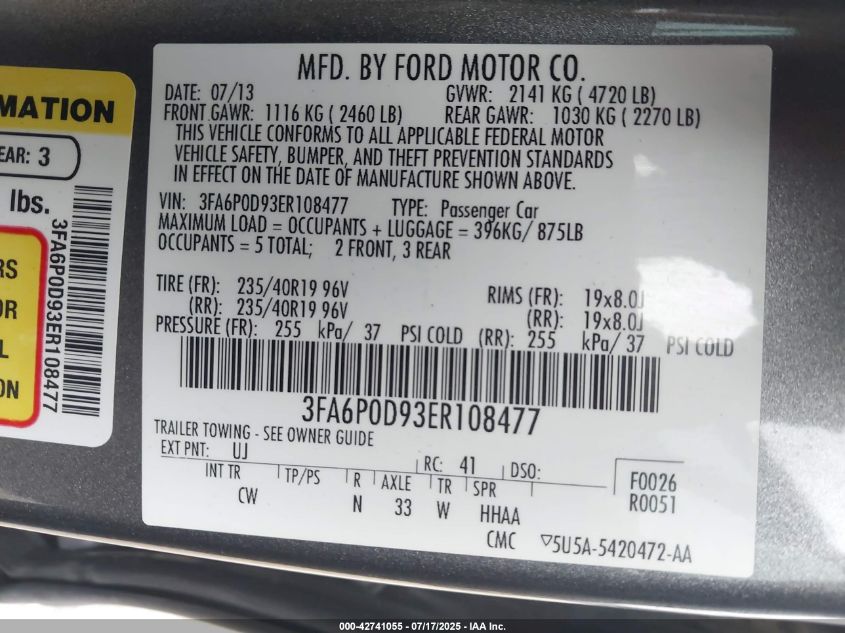 MATION
EAR: 3
lbs.
RS
OR
L
ON
3FA6P0D93ER108477
MFD. BY FORD MOTOR CO.
DATE: 07/13 GVWR: 2141 KG ( 4720 LB)
FRONT GAWR: 1116 KG ( 2460 LB) REAR GAWR: 1030 KG ( 2270 LB)
THIS VEHICLE CONFORMS TO ALL APPLICABLE FEDERAL MOTOR
VEHICLE SAFETY, BUMPER, AND THEFT PREVENTION STANDARDS
IN EFFECT ON THE DATE OF MANUFACTURE SHOWN ABOVE.
VIN: 3FA6P0D93ER108477 TYPE: Passenger Car
MAXIMUM LOAD = OCCUPANTS + LUGGAGE = 396KG/ 875LB
OCCUPANTS = 5 TOTAL; 2 FRONT, 3 REAR
TIRE (FR): 235/40R19 96V RIMS (FR): 19x8.0J
(RR): 235/40R19 96V (RR): 19x8.0J
PRESSURE (FR): 255 kPa/ 37 PSI COLD (RR): 255 kPa/ 37 PSI COLD
3FA6P0D93ER108477
TRAILER TOWING - SEE OWNER GUIDE
EXT PNT: UJ RC: 41 DSO:
INT TR TP/PS R AXLE TR SPR F0026
CW N 33 W HHAA R0051
CMC ▽5U5A-5420472-AA
000-42741055 / 07/17/2025 - IAA Inc.